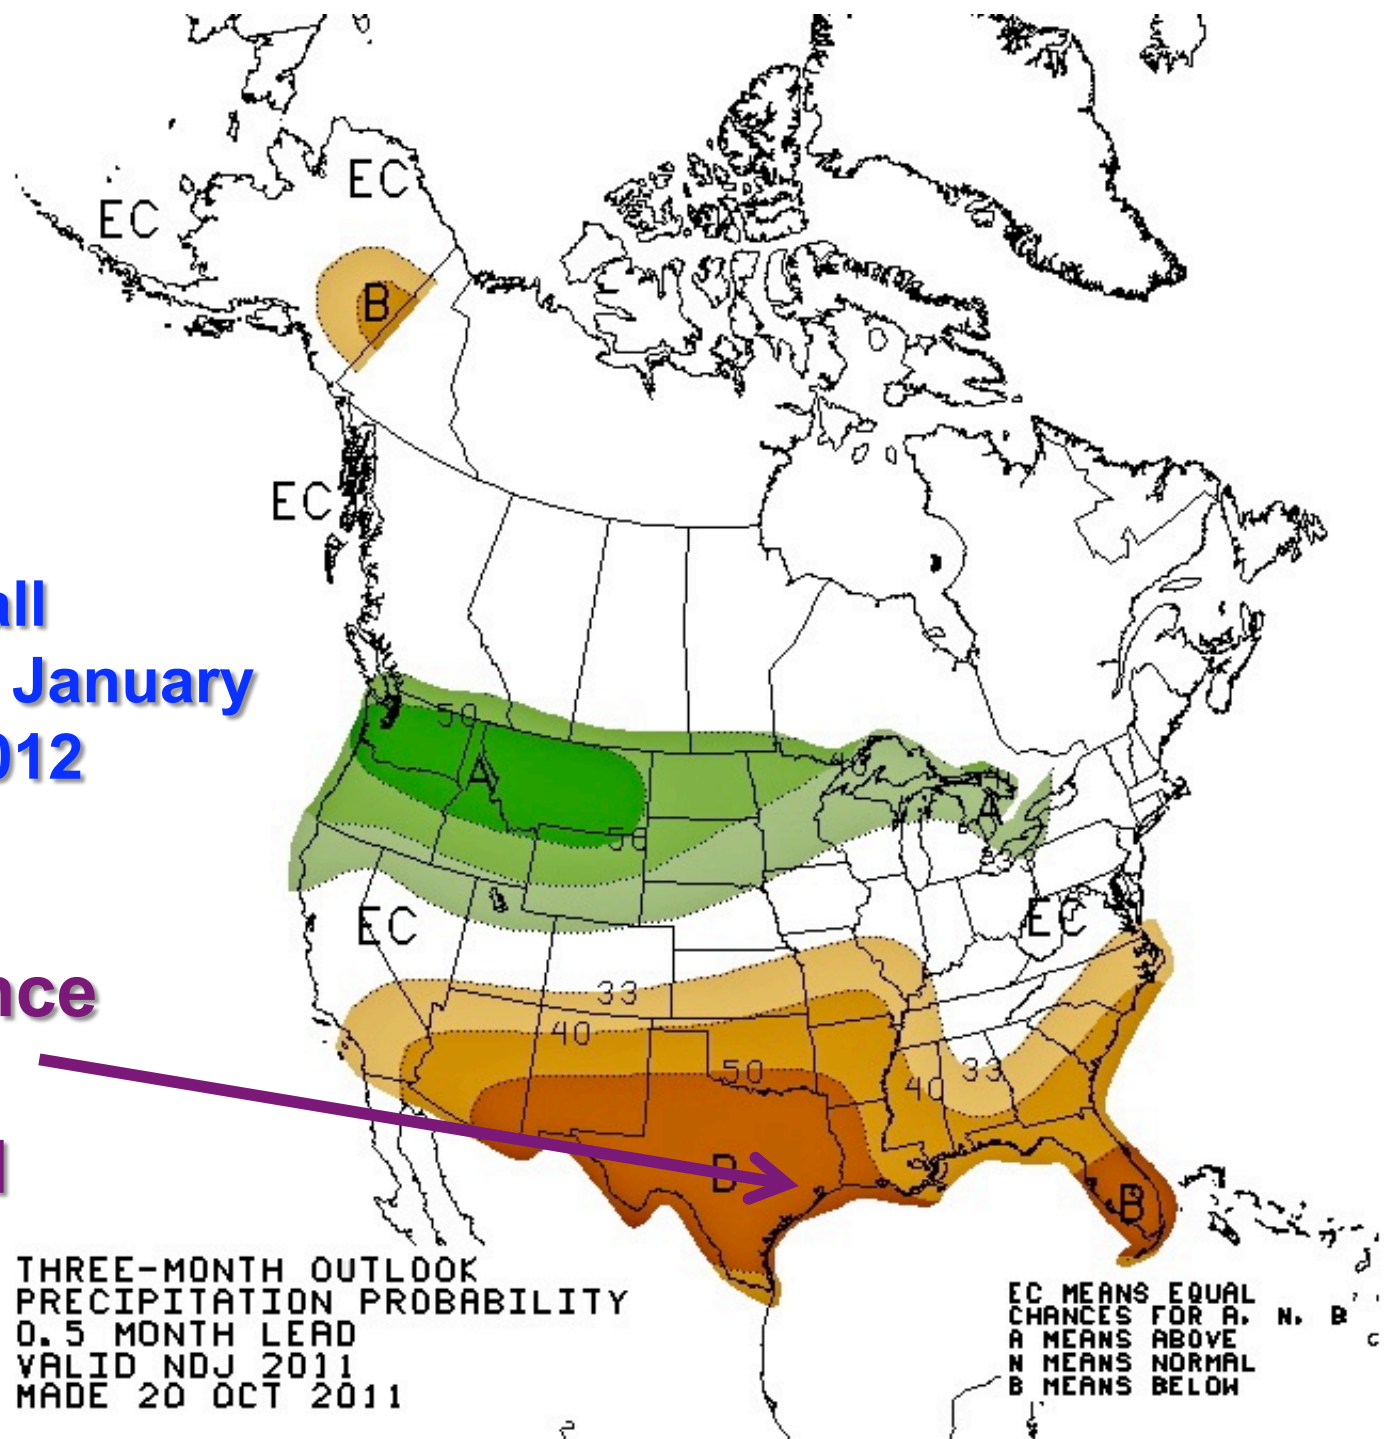 EC
EC
B
EC
all
January
012
50
A
A
EC
EC
nce
33
40
50
40
33
B
B
THREE-MONTH OUTLOOK
PRECIPITATION PROBABILITY
0.5 MONTH LEAD
VALID NDJ 2011
MADE 20 OCT 2011
EC MEANS EQUAL
CHANCES FOR A, N, B
A MEANS ABOVE
N MEANS NORMAL
B MEANS BELOW